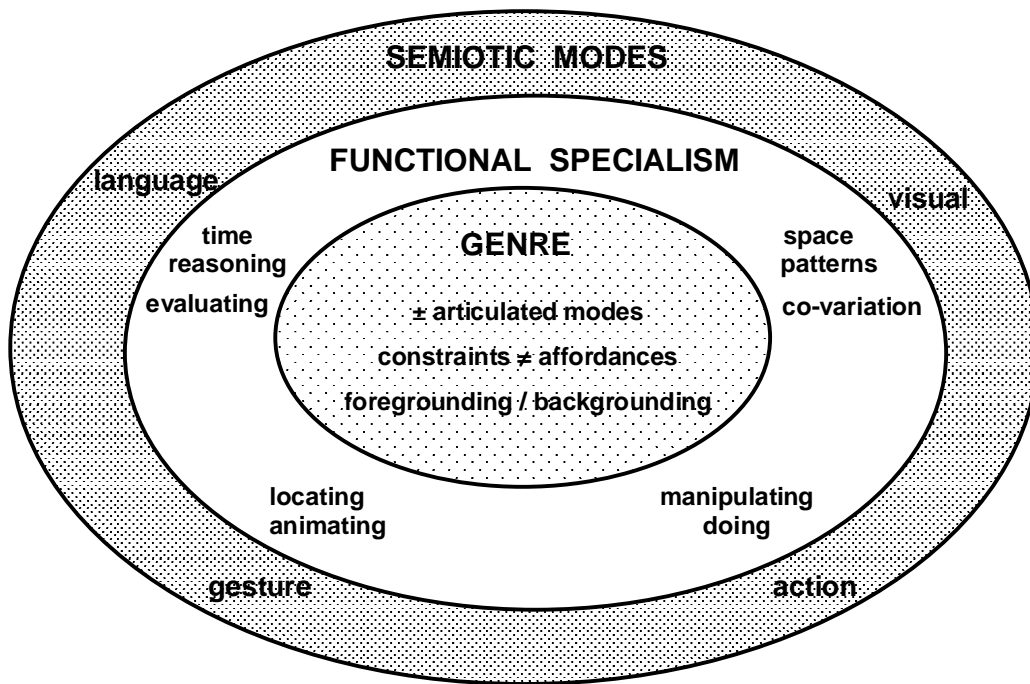 SEMIOTIC MODES
FUNCTIONAL SPECIALISM
language
visual
time
reasoning
evaluating
GENRE
± articulated modes
constraints ≠ affordances
foregrounding / backgrounding
space
patterns
co-variation
locating
animating
manipulating
doing
gesture
action